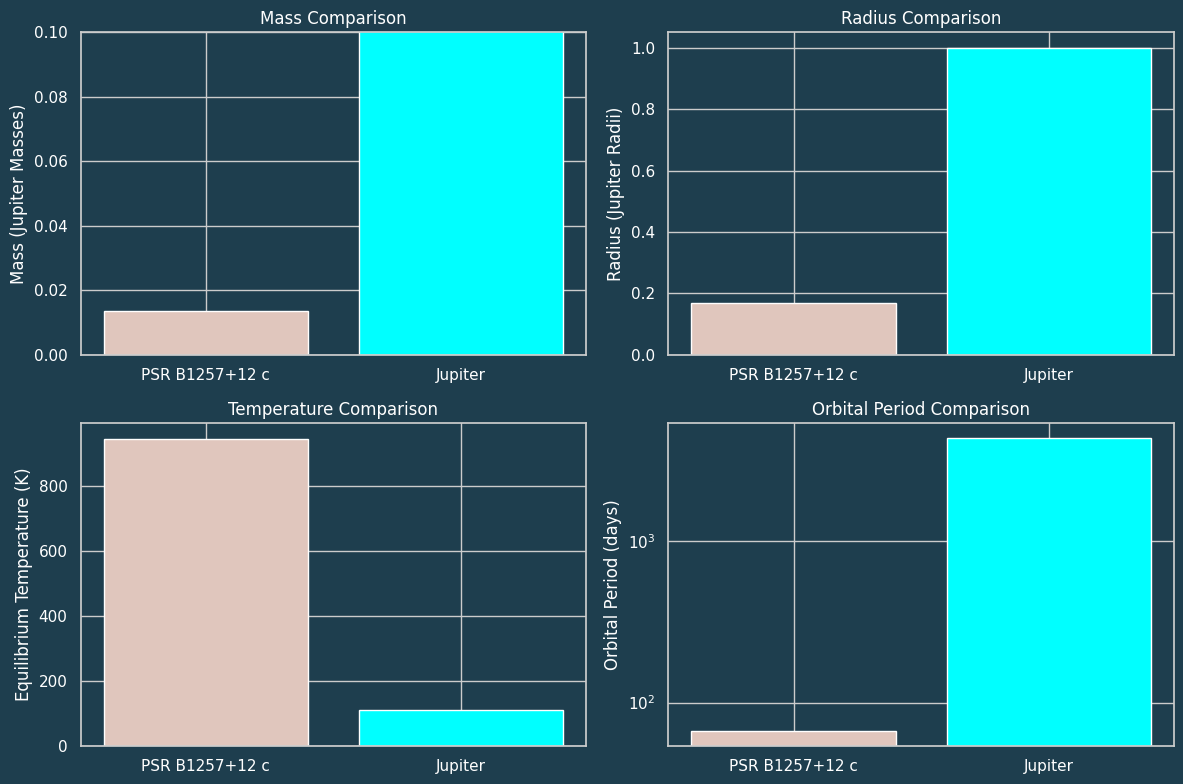 Mass Comparison
Mass (Jupiter Masses)
0.10
0.08
0.06
0.04
0.02
0.00
PSR B1257+12 c
Jupiter
Radius Comparison
Radius (Jupiter Radii)
1.0
0.8
0.6
0.4
0.2
0.0
PSR B1257+12 c
Jupiter
Temperature Comparison
Equilibrium Temperature (K)
800
600
400
200
0
PSR B1257+12 c
Jupiter
Orbital Period Comparison
Orbital Period (days)
10³
10²
PSR B1257+12 c
Jupiter